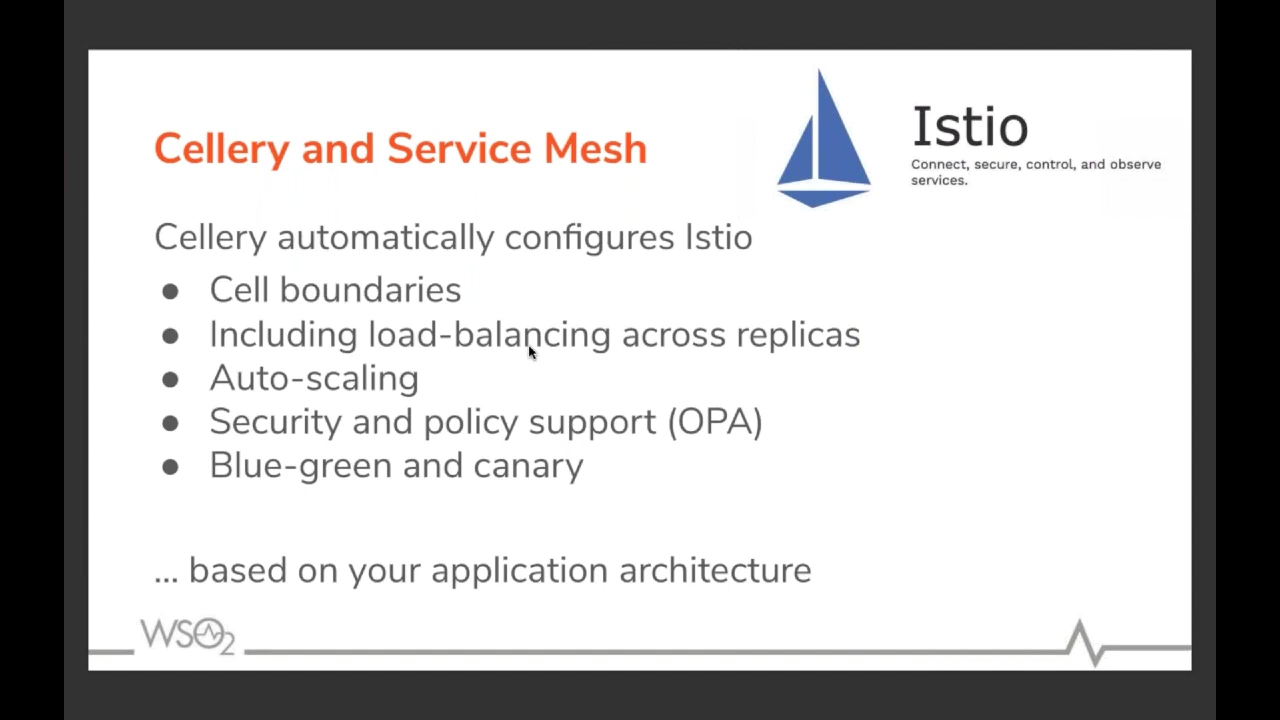 Cellery and Service Mesh
Istio
Connect, secure, control, and observe
services.
Cellery automatically configures Istio
● Cell boundaries
● Including load-balancing across replicas
● Auto-scaling
● Security and policy support (OPA)
● Blue-green and canary
... based on your application architecture
WSO2